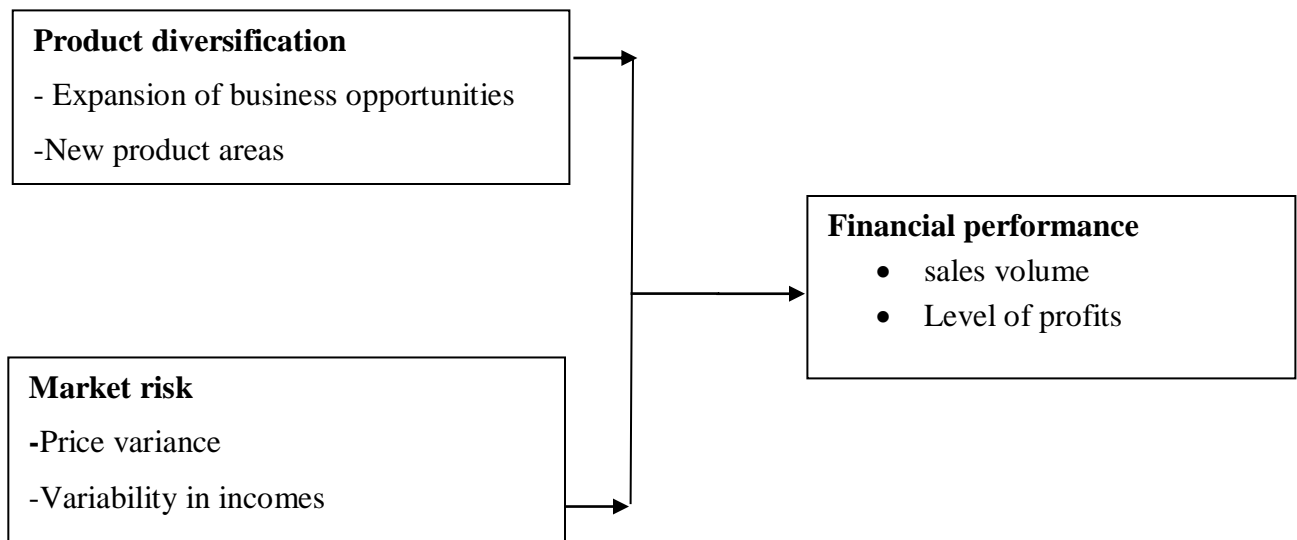 Product diversification
- Expansion of business opportunities
-New product areas
Financial performance
• sales volume
• Level of profits
Market risk
-Price variance
-Variability in incomes